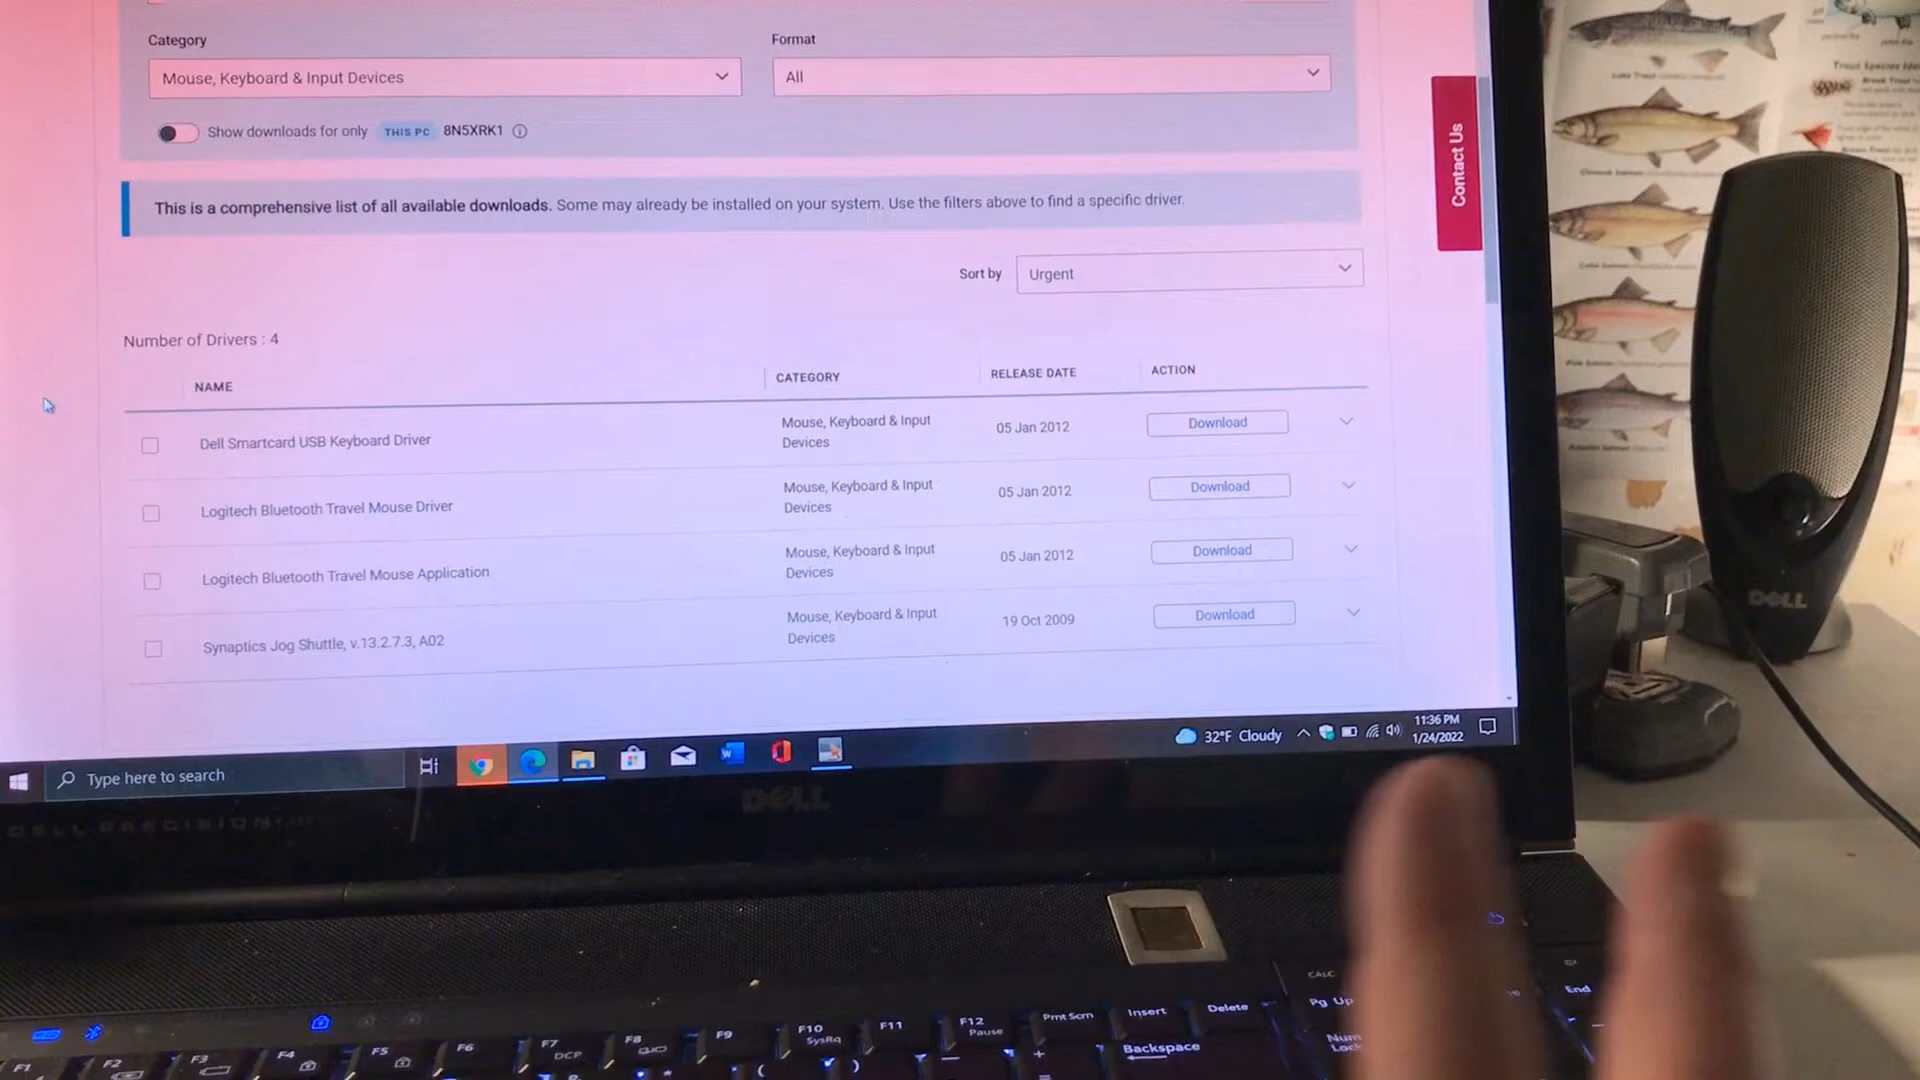 Category
Format
Mouse, Keyboard & Input Devices
All
Show downloads for only THIS PC 8N5XRK1
This is a comprehensive list of all available downloads. Some may already be installed on your system. Use the filters above to find a specific driver.
Contact Us
Sort by Urgent
Number of Drivers : 4
NAME CATEGORY RELEASE DATE ACTION
Dell Smartcard USB Keyboard Driver Mouse, Keyboard & Input Devices 05 Jan 2012 Download
Logitech Bluetooth Travel Mouse Driver Mouse, Keyboard & Input Devices 05 Jan 2012 Download
Logitech Bluetooth Travel Mouse Application Mouse, Keyboard & Input Devices 05 Jan 2012 Download
Synaptics Jog Shuttle, v.13.2.7.3, A02 Mouse, Keyboard & Input Devices 19 Oct 2009 Download
Type here to search
32°F Cloudy
11:36 PM
1/24/2022
DELL
DELL PRECISION
DELL
CALC
Pg Up
End
F1 F2 F3 F4 F5 F6 F7 DCP F8 F9 F10 SysRq F11 F12 Pause Prnt Scrn Insert Delete
Num Lock
Backspace